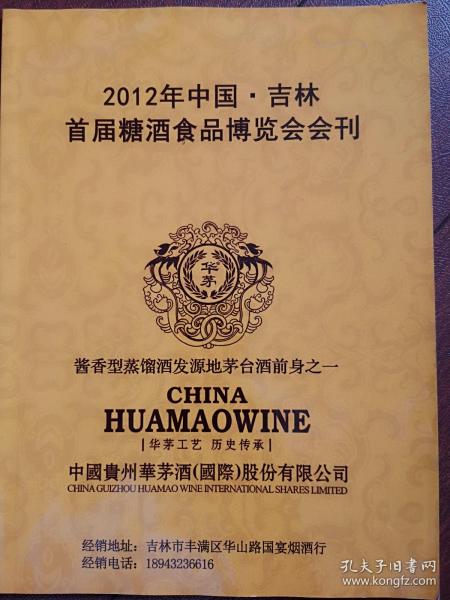 2012年中国·吉林
首届糖酒食品博览会会刊
华茅
酱香型蒸馏酒发源地茅台酒前身之一
CHINA
HUAMAOWINE
|华茅工艺 历史传承|
中國貴州華茅酒(國際)股份有限公司
CHINA GUIZHOU HUAMAO WINE INTERNATIONAL SHARES LIMITED
经销地址：吉林市丰满区华山路国宴烟酒行
经销电话：18943236616
孔夫子旧书网
www.kongfz.com